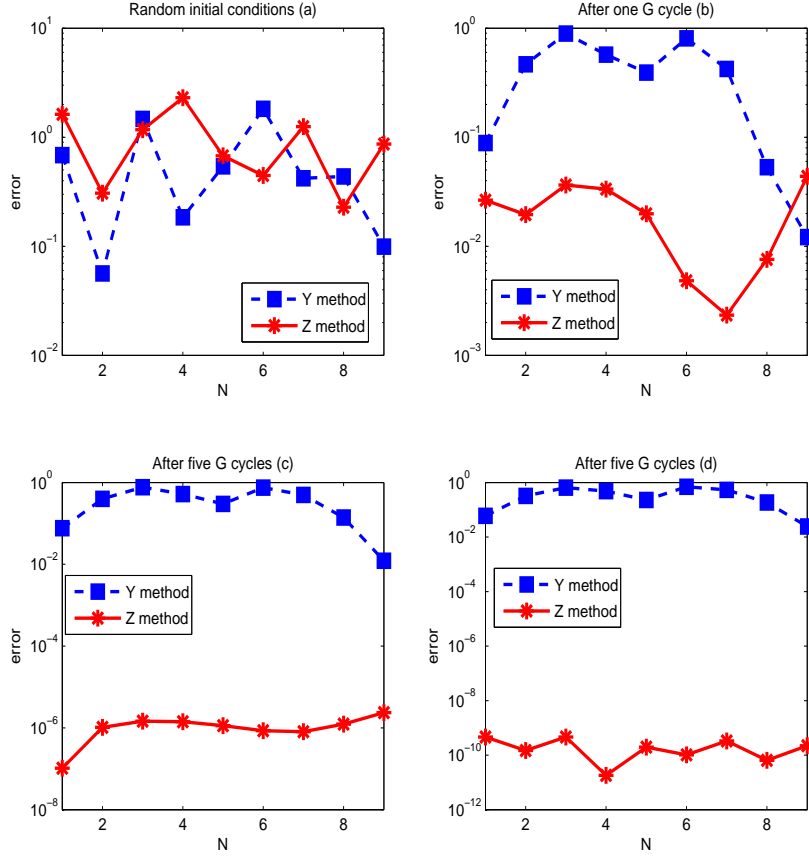 Random initial conditions (a)
10^1
10^0
10^-1
10^-2
error
Y method
Z method
2
4
6
8
N
After one G cycle (b)
10^0
10^-1
10^-2
10^-3
error
Y method
Z method
2
4
6
8
N
After five G cycles (c)
10^0
10^-2
10^-4
10^-6
10^-8
error
Y method
Z method
2
4
6
8
N
After five G cycles (d)
10^0
10^-2
10^-4
10^-6
10^-8
10^-10
10^-12
error
Y method
Z method
2
4
6
8
N